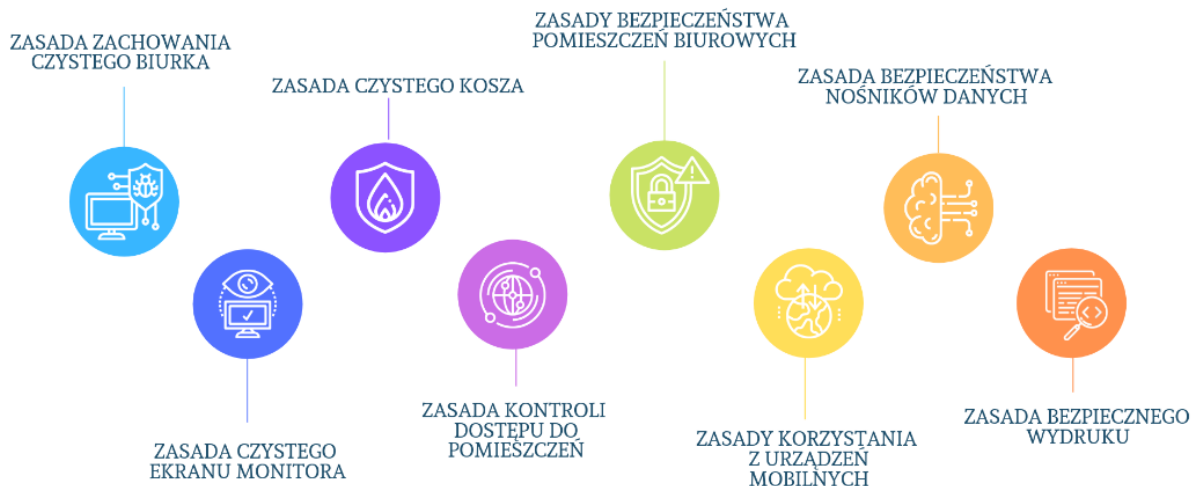 ZASADA ZACHOWANIA
CZYSTEGO BIURKA
ZASADA CZYSTEGO
EKRANU MONITORA
ZASADA CZYSTEGO KOSZA
ZASADA KONTROLI
DOSTĘPU DO
POMIESZCZEŃ
ZASADY BEZPIECZEŃSTWA
POMIESZCZEŃ BIUROWYCH
ZASADY KORZYSTANIA
Z URZĄDZEŃ
MOBILNYCH
ZASADA BEZPIECZEŃSTWA
NOŚNIKÓW DANYCH
ZASADA BEZPIECZNEGO
WYDRUKU